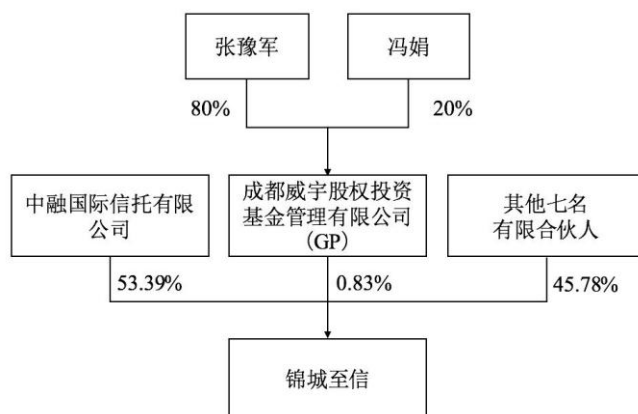 张豫军
冯娟
80%
20%
中融国际信托有限
公司
成都威宇股权投资
基金管理有限公司
(GP)
其他七名
有限合伙人
53.39%
0.83%
45.78%
锦城至信